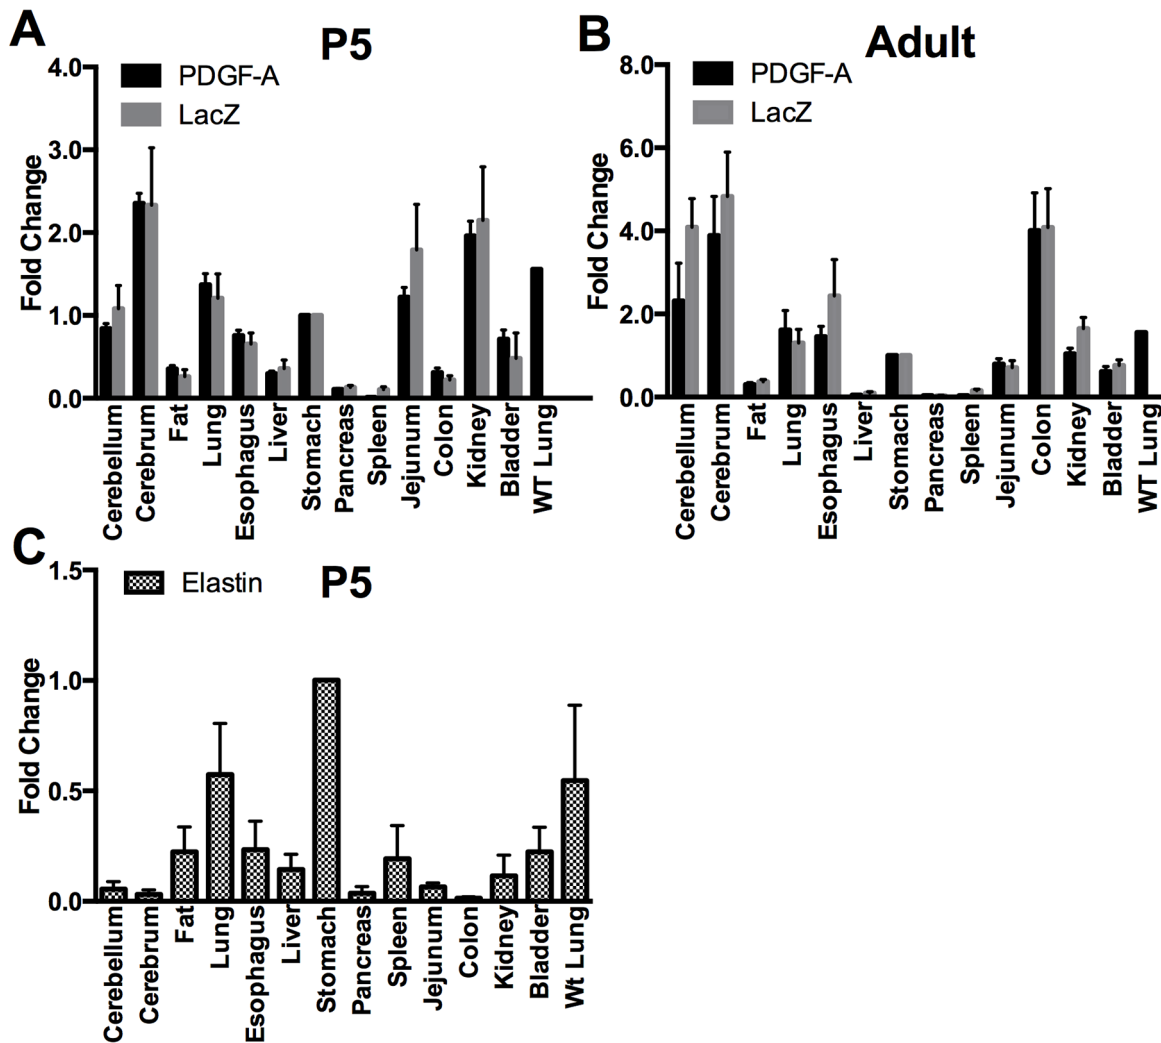 A
P5
4.0
3.0
2.0
1.0
0.0
Fold Change
PDGF-A
LacZ
Cerebellum
Cerebrum
Fat
Lung
Esophagus
Liver
Stomach
Pancreas
Spleen
Jejunum
Colon
Kidney
Bladder
WT Lung
B
Adult
8.0
6.0
4.0
2.0
0.0
Fold Change
PDGF-A
LacZ
Cerebellum
Cerebrum
Fat
Lung
Esophagus
Liver
Stomach
Pancreas
Spleen
Jejunum
Colon
Kidney
Bladder
WT Lung
C
P5
1.5
1.0
0.5
0.0
Fold Change
Elastin
Cerebellum
Cerebrum
Fat
Lung
Esophagus
Liver
Stomach
Pancreas
Spleen
Jejunum
Colon
Kidney
Bladder
Wt Lung